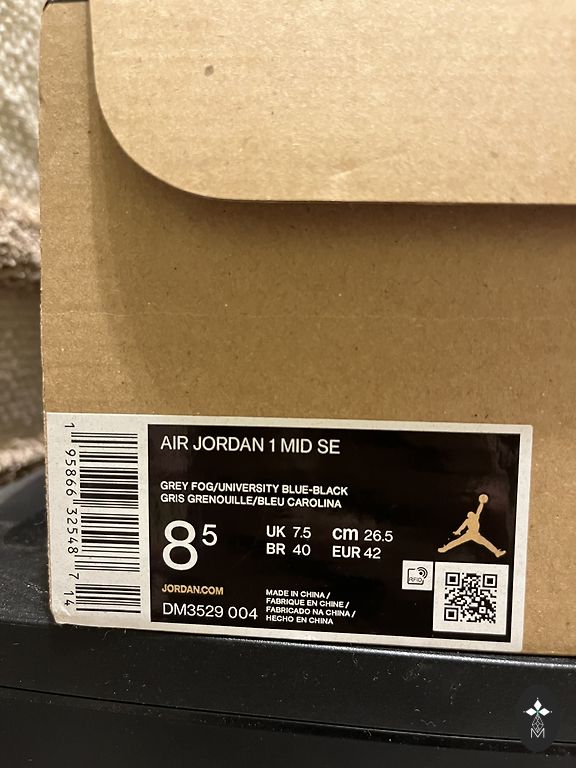 AIR JORDAN 1 MID SE
GREY FOG/UNIVERSITY BLUE-BLACK
GRIS GRENOUILLE/BLEU CAROLINA
8 5
UK 7.5 cm 26.5
BR 40 EUR 42
RFID
JORDAN.COM
DM3529 004
MADE IN CHINA /
FABRIQUE EN CHINE /
FABRICADO NA CHINA /
HECHO EN CHINA
1 95866 32548 7 14
M